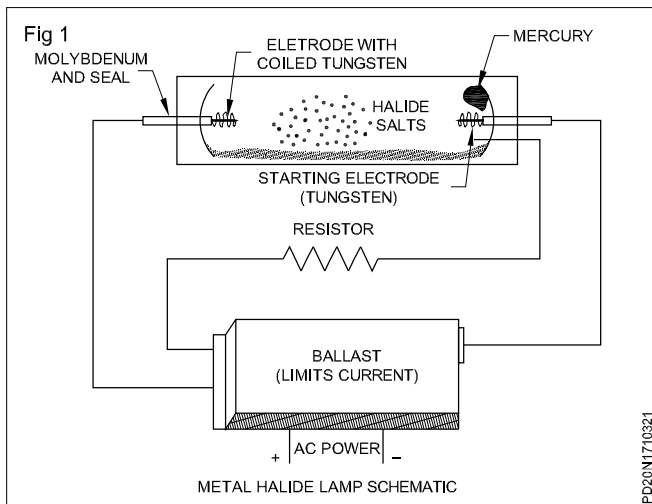 Fig 1
MOLYBDENUM
AND SEAL
ELETRODE WITH
COILED TUNGSTEN
MERCURY
HALIDE
SALTS
STARTING ELECTRODE
(TUNGSTEN)
RESISTOR
BALLAST
(LIMITS CURRENT)
+ AC POWER –
METAL HALIDE LAMP SCHEMATIC
PD20N1710321